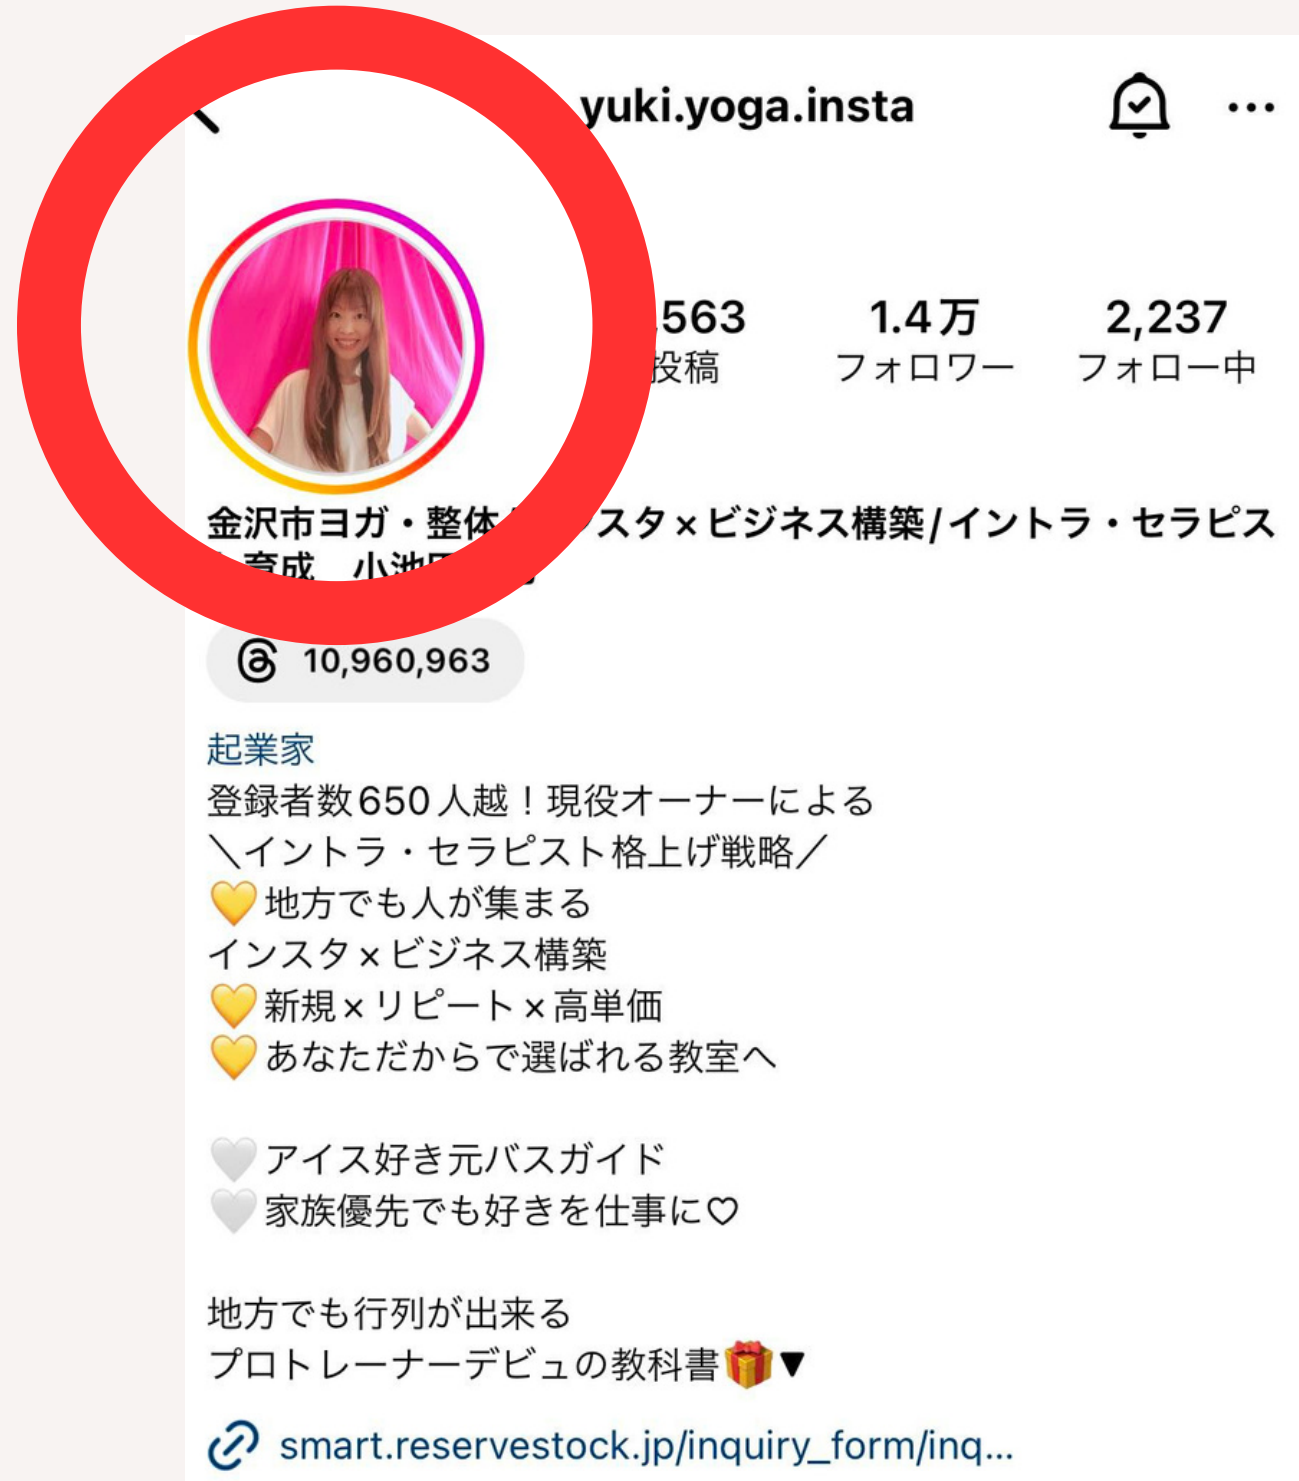 yuki.yoga.insta
563 1.4万 2,237
投稿 フォロワー フォロー中
金沢市ヨガ・整体 スタ×ビジネス構築/イントラ・セラピス
育成 小池
10,960,963
起業家
登録者数650人越！現役オーナーによる
＼イントラ・セラピスト格上げ戦略／
💛地方でも人が集まる
インスタ×ビジネス構築
💛新規×リピート×高単価
💛あなただからで選ばれる教室へ
🤍アイス好き元バスガイド
🤍家族優先でも好きを仕事に♡
地方でも行列が出来る
プロトレーナーデビュの教科書🎁▼
smart.reservestock.jp/inquiry_form/inq...